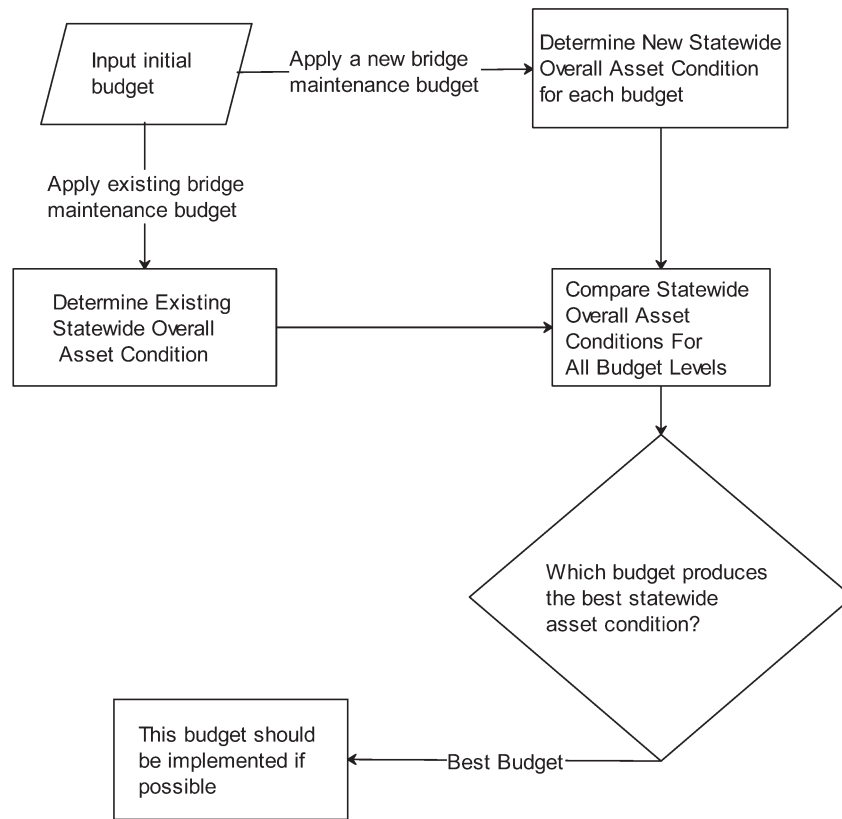 Input initial
budget
Apply a new bridge
maintenance budget
Determine New Statewide
Overall Asset Condition
for each budget
Apply existing bridge
maintenance budget
Determine Existing
Statewide Overall
Asset Condition
Compare Statewide
Overall Asset
Conditions For
All Budget Levels
Which budget produces
the best statewide
asset condition?
Best Budget
This budget should
be implemented if
possible